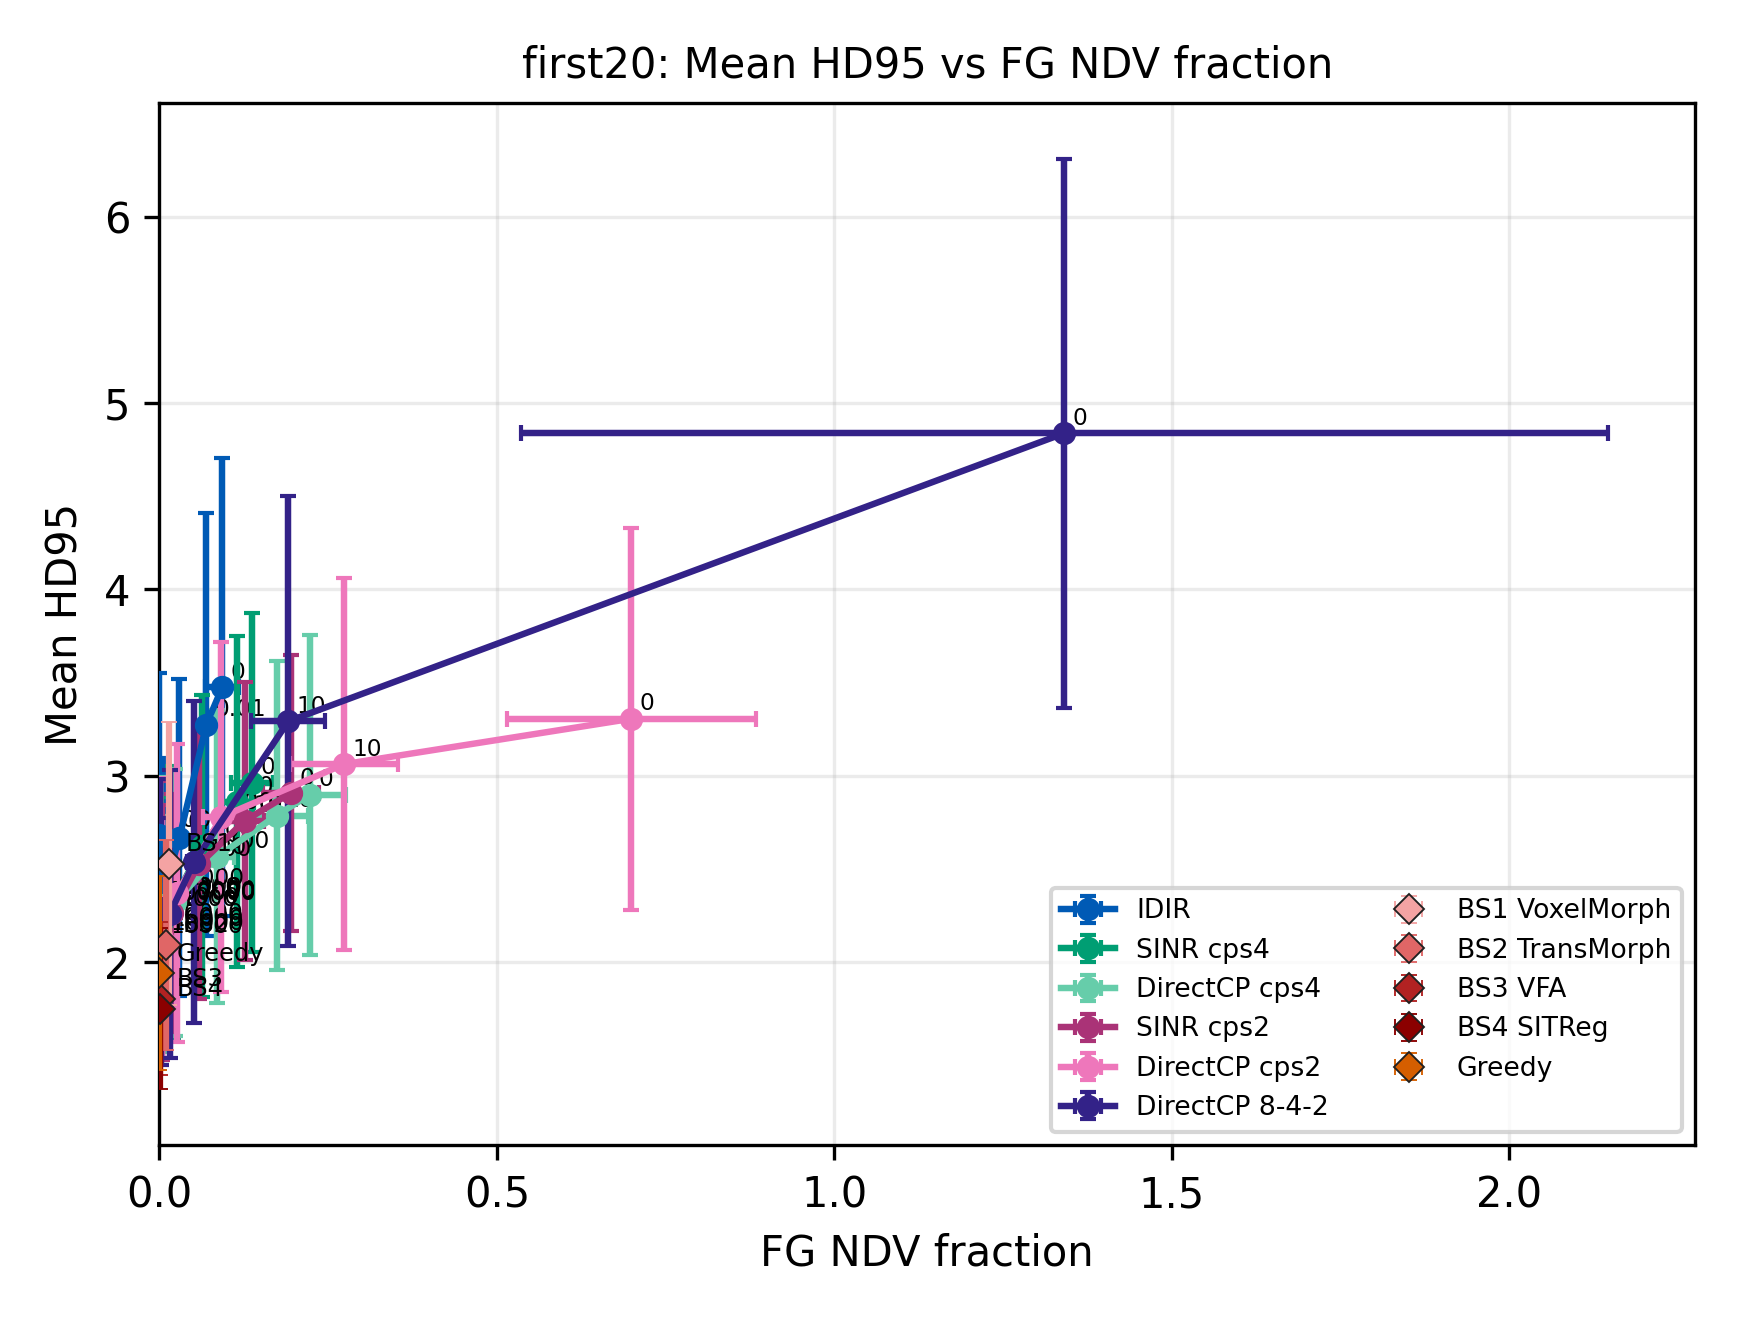 first20: Mean HD95 vs FG NDV fraction
Mean HD95
6
5
4
3
2
0
10
0
10
0
0
0
BS1
Greedy
BS3
BS4
IDIR
SINR cps4
DirectCP cps4
SINR cps2
DirectCP cps2
DirectCP 8-4-2
BS1 VoxelMorph
BS2 TransMorph
BS3 VFA
BS4 SITReg
Greedy
0.0
0.5
1.0
1.5
2.0
FG NDV fraction